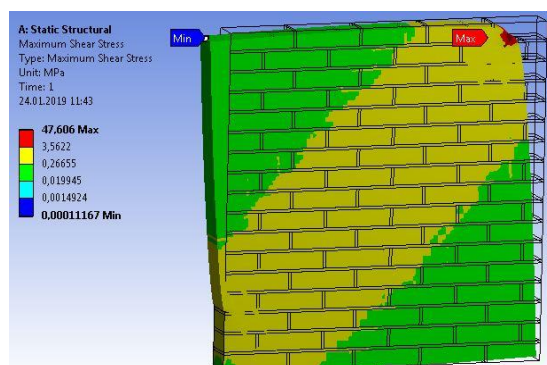 A: Static Structural
Maximum Shear Stress
Type: Maximum Shear Stress
Unit: MPa
Time: 1
24.01.2019 11:43
47.606 Max
3,5622
0,26655
0,019945
0,0014924
0,00011167 Min
Min
Max